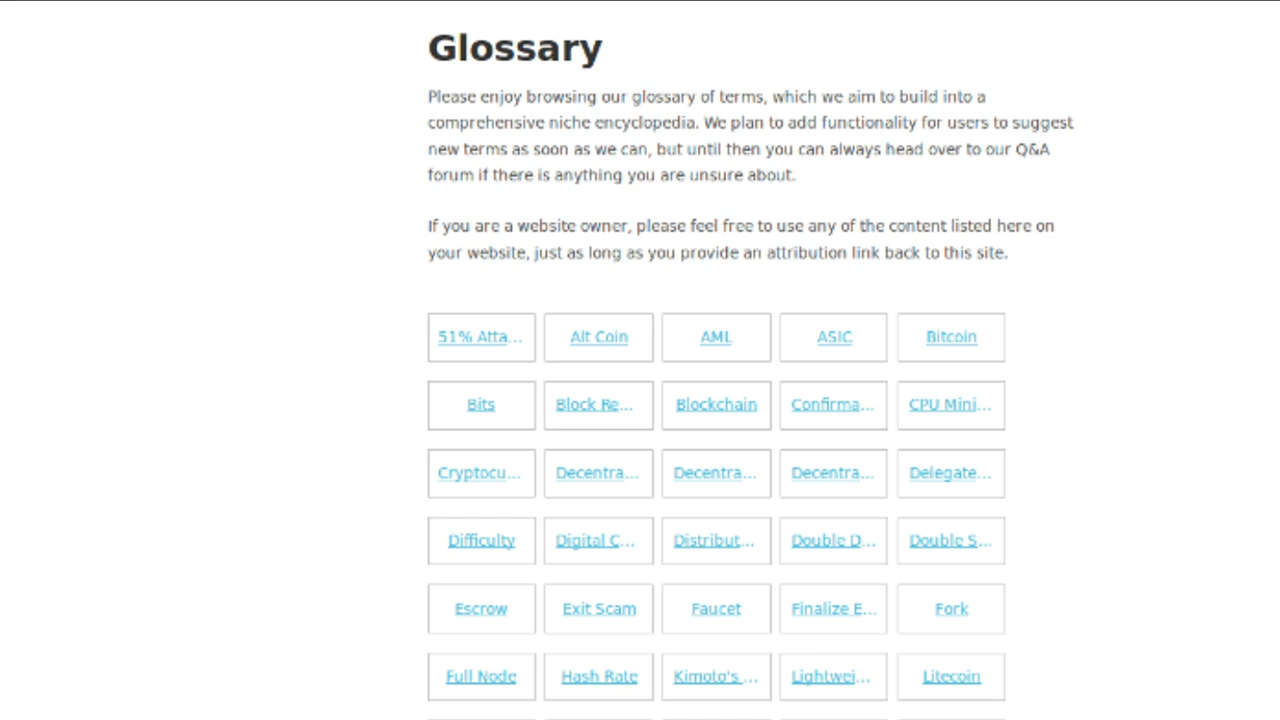 Glossary
Please enjoy browsing our glossary of terms, which we aim to build into a
comprehensive niche encyclopedia. We plan to add functionality for users to suggest
new terms as soon as we can, but until then you can always head over to our Q&A
forum if there is anything you are unsure about.
If you are a website owner, please feel free to use any of the content listed here on
your website, just as long as you provide an attribution link back to this site.
51% Atta... Alt Coin AML ASIC Bitcoin
Bits Block Re... Blockchain Confirma... CPU Mini...
Cryptocu... Decentra... Decentra... Decentra... Delegate...
Difficulty Digital C... Distribut... Double D... Double S...
Escrow Exit Scam Faucet Finalize E... Fork
Full Node Hash Rate Kimoto's ... Lightwei... Litecoin